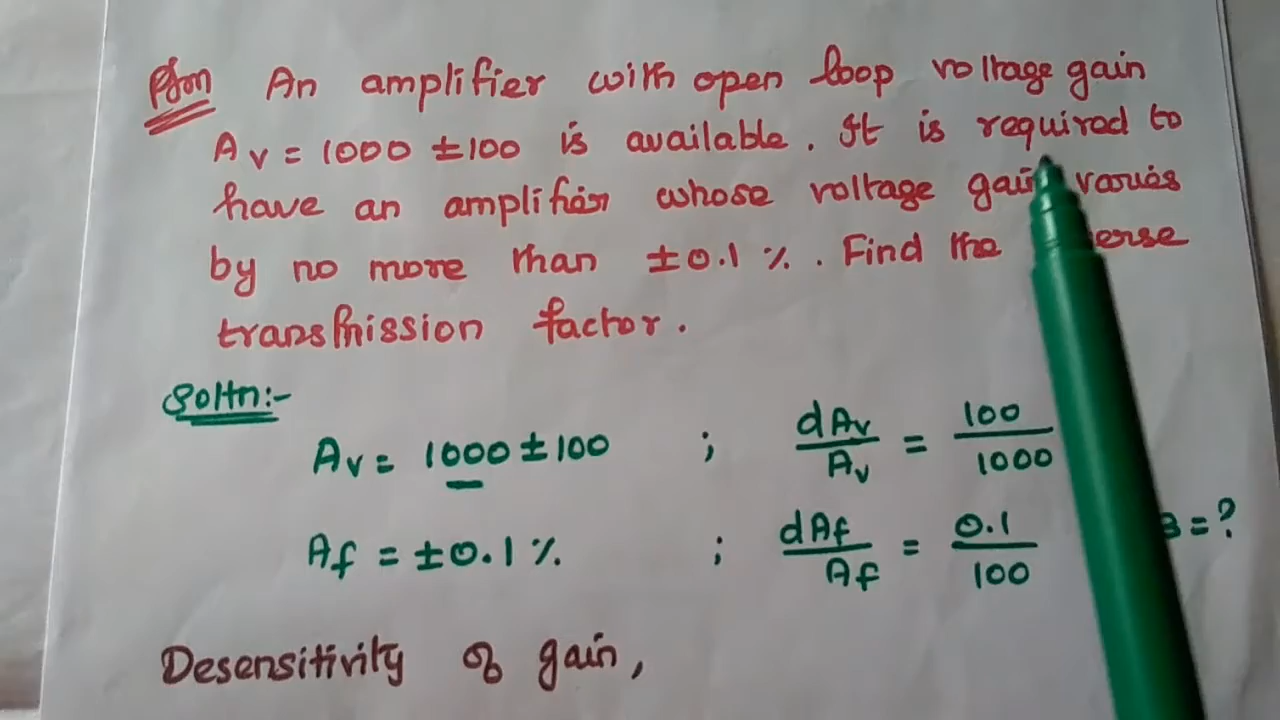 Pbm An amplifier with open loop voltage gain
Av = 1000 ±100 is available. It is required to
have an amplifier whose voltage gain varies
by no more than ±0.1 %. Find the
transmission factor.
Soltn:-
Av = 1000 ± 100 ; dAv/Av = 100/1000
Af = ±0.1 % ; dAf/Af = 0.1/100 = ?
Desensitivity of gain,